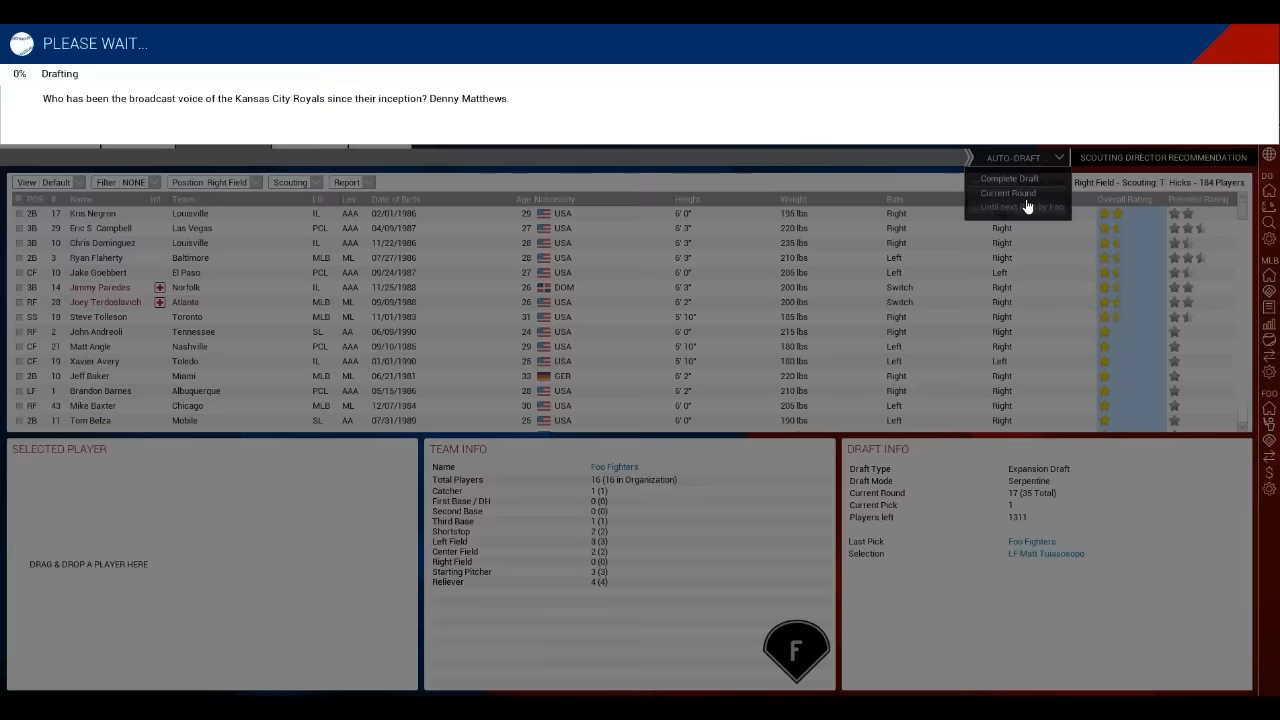 PLEASE WAIT...
0% Drafting
Who has been the broadcast voice of the Kansas City Royals since their inception? Denny Matthews.
AUTO-DRAFT SCOUTING DIRECTOR RECOMMENDATION
Complete Draft
Current Round
Until next by Foo
View : Default Filter : NONE Position: Right Field Scouting Report Right Field - Scouting: T Hicks - 184 Players
POS # Name Inf Team LG Lev Date of Birth Age Nationality Height Weight Bats Overall Rating Potential Rating
2B 17 Kris Negron Louisville IL AAA 02/01/1986 29 USA 6' 0" 195 lbs Right Right
3B 29 Eric S. Campbell Las Vegas PCL AAA 04/09/1987 27 USA 6' 3" 220 lbs Right Right
3B 10 Chris Dominguez Louisville IL AAA 11/22/1986 28 USA 6' 3" 235 lbs Right Right
2B 3 Ryan Flaherty Baltimore MLB ML 07/27/1986 28 USA 6' 3" 210 lbs Left Right
CF 10 Jake Goebbert El Paso PCL AAA 09/24/1987 27 USA 6' 0" 205 lbs Left Left
3B 14 Jimmy Paredes Norfolk IL AAA 11/25/1988 26 DOM 6' 3" 200 lbs Switch Right
RF 28 Joey Terdoslavich Atlanta MLB ML 09/09/1988 26 USA 6' 2" 200 lbs Switch Right
SS 18 Steve Tolleson Toronto MLB ML 11/01/1983 31 USA 5' 10" 185 lbs Right Right
RF 2 John Andreoli Tennessee SL AA 06/09/1990 24 USA 6' 0" 215 lbs Right Right
CF 21 Matt Angle Nashville PCL AAA 09/10/1985 29 USA 5' 10" 180 lbs Left Right
CF 19 Xavier Avery Toledo IL AAA 01/01/1990 25 USA 5' 10" 180 lbs Left Left
2B 10 Jeff Baker Miami MLB ML 06/21/1981 33 GER 6' 2" 220 lbs Right Right
LF 1 Brandon Barnes Albuquerque PCL AAA 05/15/1986 28 USA 6' 2" 210 lbs Right Right
RF 43 Mike Baxter Chicago MLB ML 12/07/1984 30 USA 6' 0" 205 lbs Left Right
2B 11 Tom Belza Mobile SL AA 07/31/1989 25 USA 6' 0" 190 lbs Left Right
SELECTED PLAYER
DRAG & DROP A PLAYER HERE
TEAM INFO
Name Foo Fighters
Total Players 16 (16 in Organization)
Catcher 1 (1)
First Base / DH 0 (0)
Second Base 0 (0)
Third Base 1 (1)
Shortstop 2 (2)
Left Field 3 (3)
Center Field 2 (2)
Right Field 0 (0)
Starting Pitcher 3 (3)
Reliever 4 (4)
F
DRAFT INFO
Draft Type Expansion Draft
Draft Mode Serpentine
Current Round 17 (35 Total)
Current Pick 1
Players left 1311
Last Pick Foo Fighters
Selection LF Matt Tuiasosopo
MLB
FOO